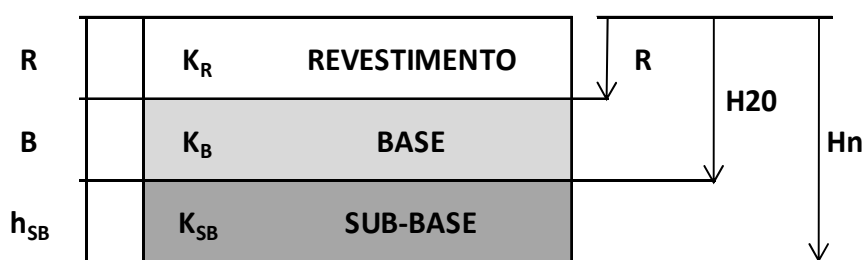 R K_R REVESTIMENTO R
H20
B K_B BASE Hn
h_SB K_SB SUB-BASE